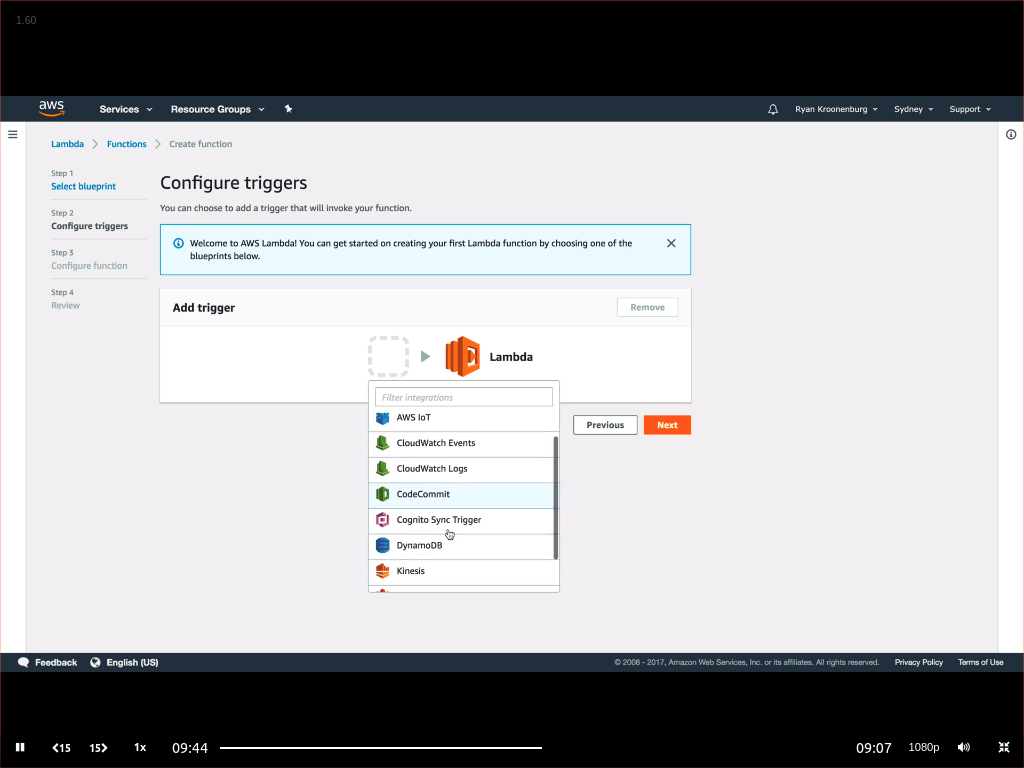 1.60
aws
Services
Resource Groups
Ryan Kroonenburg
Sydney
Support
Lambda
Functions
Create function
Step 1
Select blueprint
Step 2
Configure triggers
Step 3
Configure function
Step 4
Review
Configure triggers
You can choose to add a trigger that will invoke your function.
Welcome to AWS Lambda! You can get started on creating your first Lambda function by choosing one of the
blueprints below.
Add trigger
Remove
Lambda
Filter integrations
AWS IoT
CloudWatch Events
CloudWatch Logs
CodeCommit
Cognito Sync Trigger
DynamoDB
Kinesis
Previous
Next
Feedback
English (US)
© 2008 - 2017, Amazon Web Services, Inc. or its affiliates. All rights reserved.
Privacy Policy
Terms of Use
15
15
1x
09:44
09:07
1080p